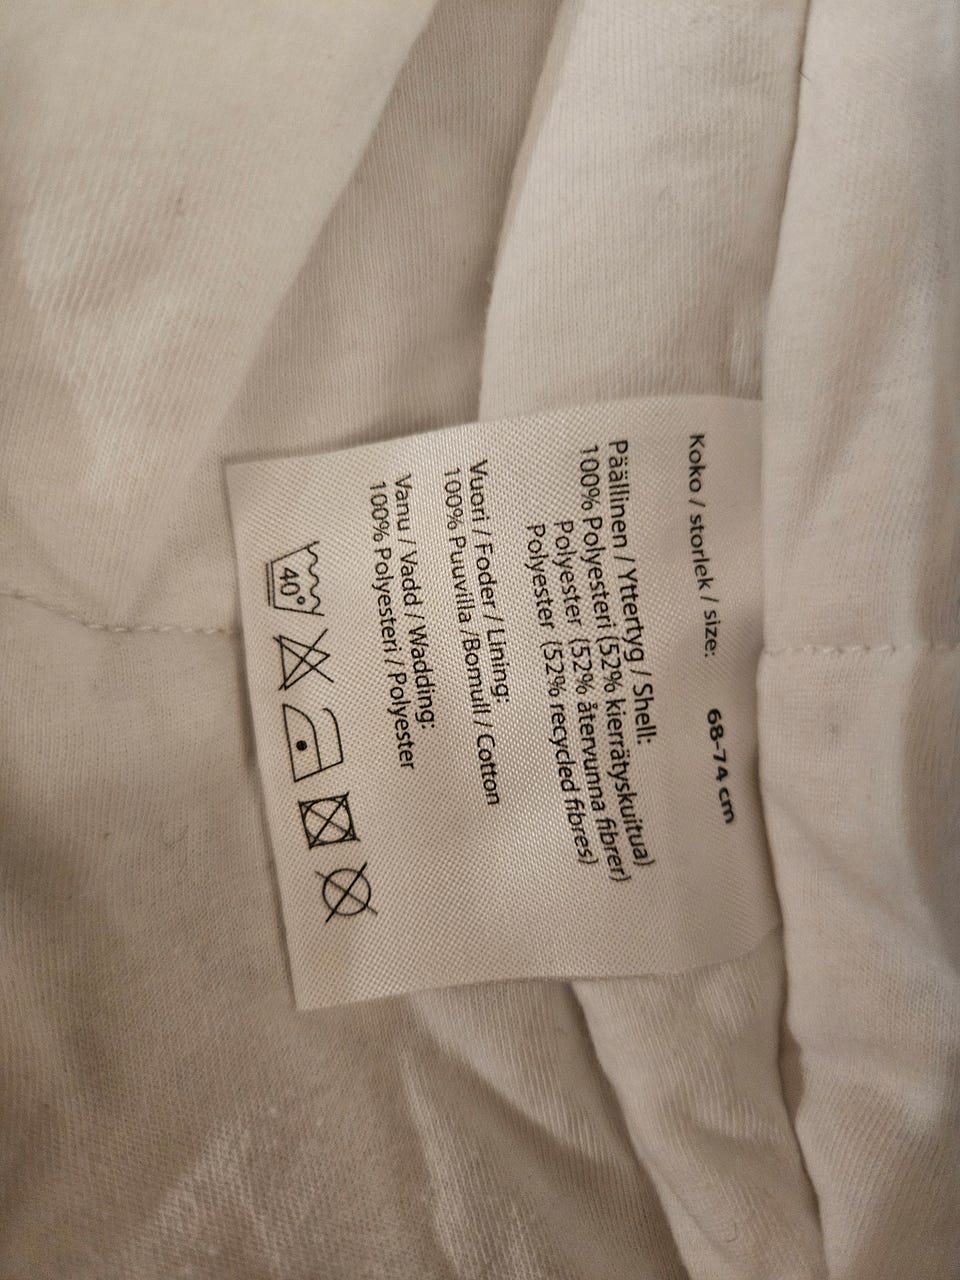 Koko / storlek / size: 68-74 cm
Päällinen / Yttertyg / Shell:
100% Polyesteri (52% kierrätyskuitua)
Polyester (52% återvunna fibrer)
Polyester (52% recycled fibres)
Vuori / Foder / Lining:
100% Puuvilla /Bomull / Cotton
Vanu / Vadd / Wadding:
100% Polyesteri / Polyester
40°